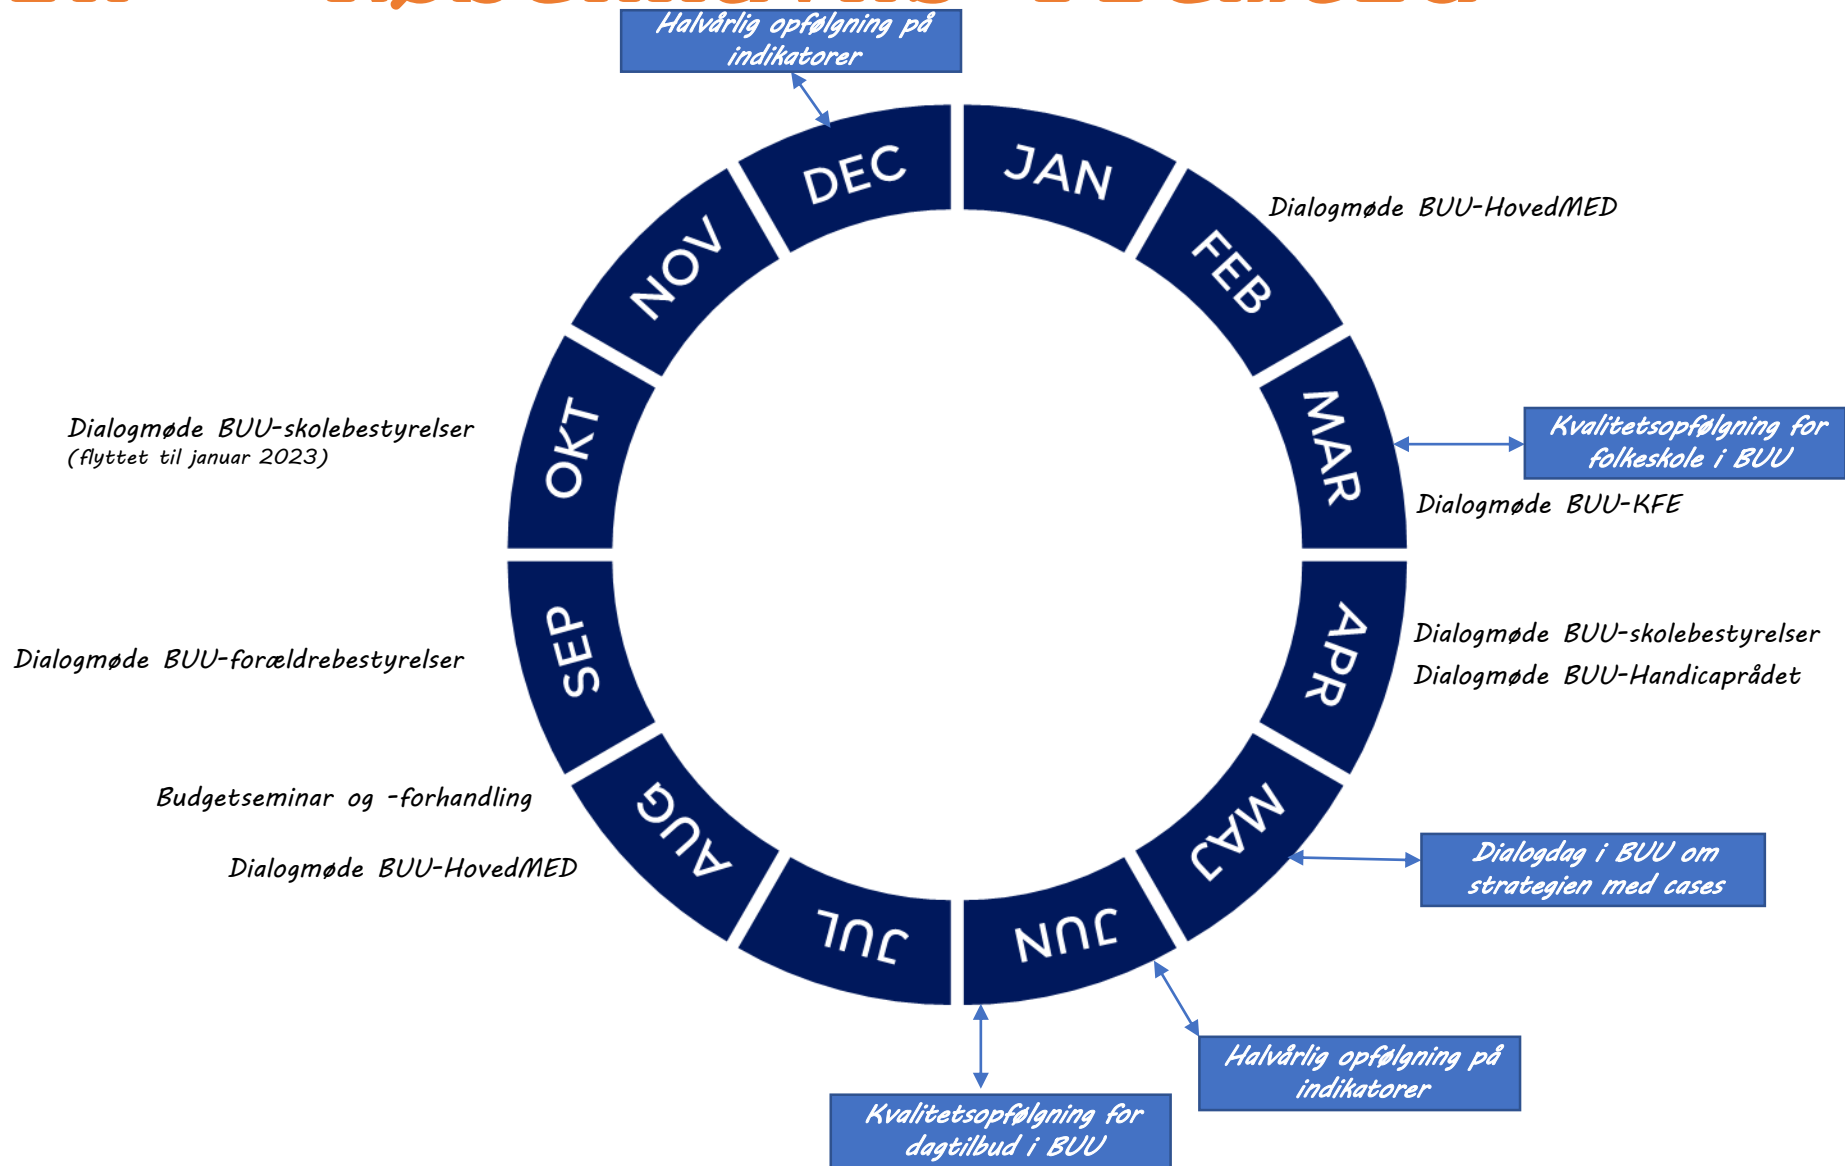 Halvårlig opfølgning på
indikatorer
DEC
JAN
NOV
FEB
Dialogmøde BUU-HovedMED
OKT
MAR
Dialogmøde BUU-skolebestyrelser
(flyttet til januar 2023)
Kvalitetsopfølgning for
folkeskole i BUU
Dialogmøde BUU-KFE
SEP
APR
Dialogmøde BUU-forældrebestyrelser
Dialogmøde BUU-skolebestyrelser
Dialogmøde BUU-Handicaprådet
Budgetseminar og -forhandling
AUG
MAJ
Dialogmøde BUU-HovedMED
Dialogdag i BUU om
strategien med cases
JUL
JUN
Halvårlig opfølgning på
indikatorer
Kvalitetsopfølgning for
dagtilbud i BUU